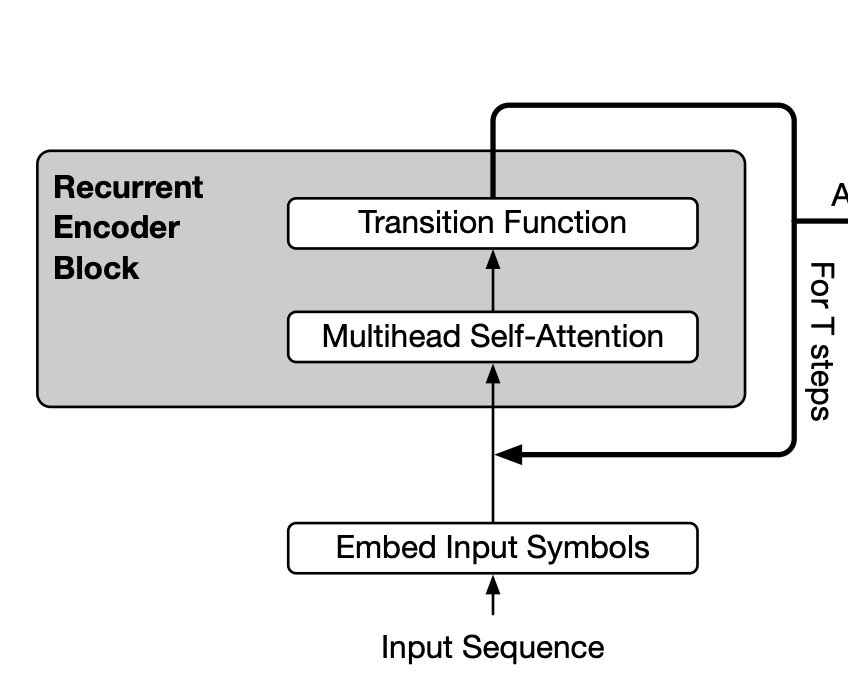 Recurrent
Encoder
Block
Transition Function
Multihead Self-Attention
For T steps
Embed Input Symbols
Input Sequence